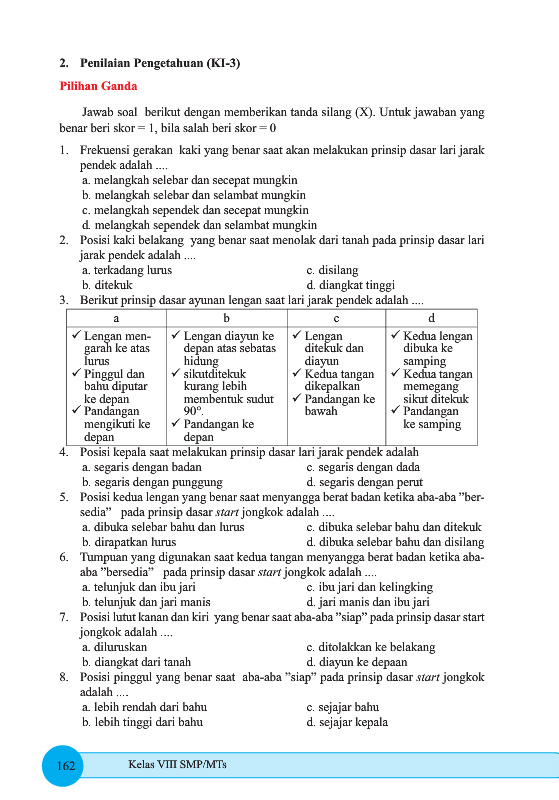 2. Penilaian Pengetahuan (KI-3)
Pilihan Ganda
Jawab soal berikut dengan memberikan tanda silang (X). Untuk jawaban yang
benar beri skor = 1, bila salah beri skor = 0
1. Frekuensi gerakan kaki yang benar saat akan melakukan prinsip dasar lari jarak
pendek adalah ....
a. melangkah selebar dan secepat mungkin
b. melangkah selebar dan selambat mungkin
c. melangkah sependek dan secepat mungkin
d. melangkah sependek dan selambat mungkin
2. Posisi kaki belakang yang benar saat menolak dari tanah pada prinsip dasar lari
jarak pendek adalah ....
a. terkadang lurus c. disilang
b. ditekuk d. diangkat tinggi
3. Berikut prinsip dasar ayunan lengan saat lari jarak pendek adalah ....
a b c d
✓ Lengan men-
garah ke atas
lurus
✓ Pinggul dan
bahu diputar
ke depan
✓ Pandangan
mengikuti ke
depan
✓ Lengan diayun ke
depan atas sebatas
hidung
✓ sikutditekuk
kurang lebih
membentuk sudut
90°.
✓ Pandangan ke
depan
✓ Lengan
ditekuk dan
diayun
✓ Kedua tangan
dikepalkan
✓ Pandangan ke
bawah
✓ Kedua lengan
dibuka ke
samping
✓ Kedua tangan
memegang
sikut ditekuk
✓ Pandangan
ke samping
4. Posisi kepala saat melakukan prinsip dasar lari jarak pendek adalah
a. segaris dengan badan c. segaris dengan dada
b. segaris dengan punggung d. segaris dengan perut
5. Posisi kedua lengan yang benar saat menyangga berat badan ketika aba-aba ”ber-
sedia” pada prinsip dasar start jongkok adalah ....
a. dibuka selebar bahu dan lurus c. dibuka selebar bahu dan ditekuk
b. dirapatkan lurus d. dibuka selebar bahu dan disilang
6. Tumpuan yang digunakan saat kedua tangan menyangga berat badan ketika aba-
aba ”bersedia” pada prinsip dasar start jongkok adalah ....
a. telunjuk dan ibu jari c. ibu jari dan kelingking
b. telunjuk dan jari manis d. jari manis dan ibu jari
7. Posisi lutut kanan dan kiri yang benar saat aba-aba ”siap” pada prinsip dasar start
jongkok adalah ....
a. diluruskan c. ditolakkan ke belakang
b. diangkat dari tanah d. diayun ke depaan
8. Posisi pinggul yang benar saat aba-aba ”siap” pada prinsip dasar start jongkok
adalah ....
a. lebih rendah dari bahu c. sejajar bahu
b. lebih tinggi dari bahu d. sejajar kepala
162 Kelas VIII SMP/MTs